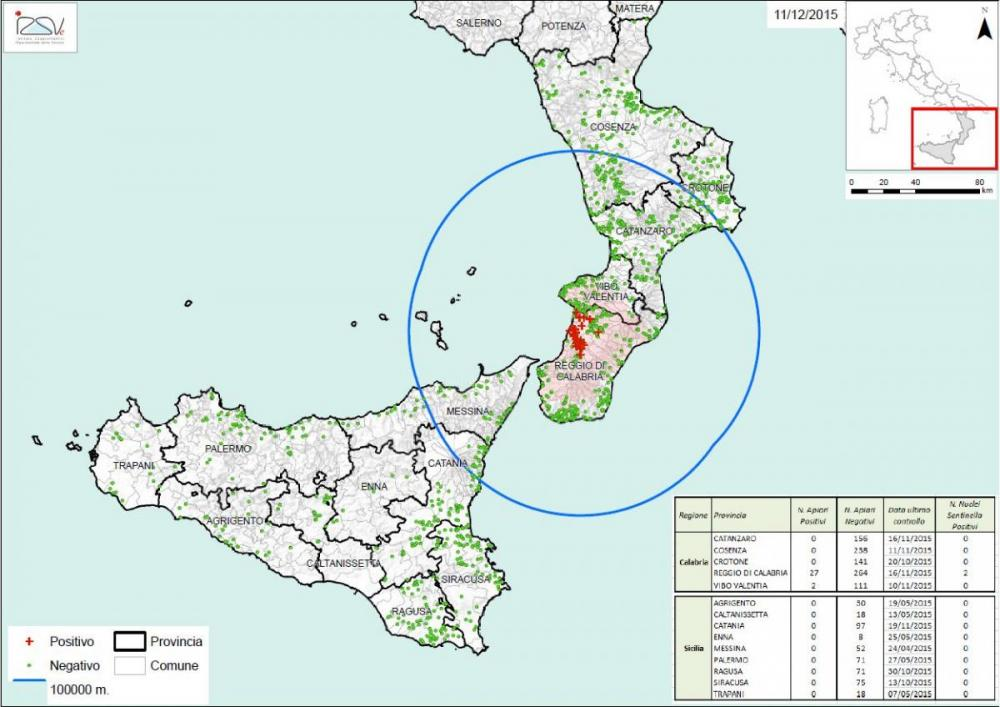 11/12/2015
N
0 20 40 80
km
MATERA
SALERNO
POTENZA
COSENZA
CROTONE
CATANZARO
VIBO
VALENTIA
REGGIO DI
CALABRIA
MESSINA
PALERMO
TRAPANI
CATANIA
ENNA
AGRIGENTO
CALTANISSETTA
SIRACUSA
RAGUSA
Positivo Provincia
Negativo Comune
100000 m.
Regione Provincia N. Apiari Positivi N. Apiari Negativi Data ultimo controllo N. Nuclei Sentinella Positivi
Calabria
CATANZARO 0 156 16/11/2015 0
COSENZA 0 238 11/11/2015 0
CROTONE 0 141 20/10/2015 0
REGGIO DI CALABRIA 27 264 16/11/2015 2
VIBO VALENTIA 2 111 10/11/2015 0
Sicilia
AGRIGENTO 0 30 19/05/2015 0
CALTANISSETTA 0 18 13/05/2015 0
CATANIA 0 97 19/11/2015 0
ENNA 0 8 25/05/2015 0
MESSINA 0 52 24/04/2015 0
PALERMO 0 71 27/05/2015 0
RAGUSA 0 71 30/10/2015 0
SIRACUSA 0 75 13/10/2015 0
TRAPANI 0 18 07/05/2015 0